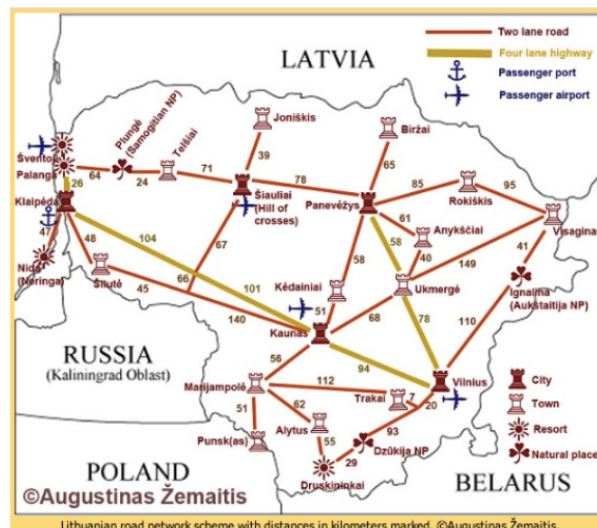 LATVIA
Two lane road
Four lane highway
Passenger port
Passenger airport
Plungė
(Samogitian NP)
Telšiai
Joniškis
Biržai
39
65
Šventoji
Palanga
64
24
71
78
85
95
26
Klaipėda
Šiauliai
(Hill of
crosses)
Panevėžys
Rokiškis
Visaginas
61
Anykščiai
47
48
104
67
58
58
40
149
41
Nida
(Neringa)
Šilutė
45
66
101
Kėdainiai
Ukmergė
Ignalina
(Aukštaitija NP)
51
140
Kaunas
68
78
110
RUSSIA
(Kaliningrad Oblast)
56
94
Marijampolė
112
Trakai
7
20
Vilnius
City
Town
Resort
Natural place
51
62
Alytus
55
93
Punsk(as)
29
Dzūkija NP
Druskininkai
POLAND
BELARUS
©Augustinas Žemaitis
Lithuanian road network scheme with distances in kilometers marked. ©Augustinas Žemaitis.